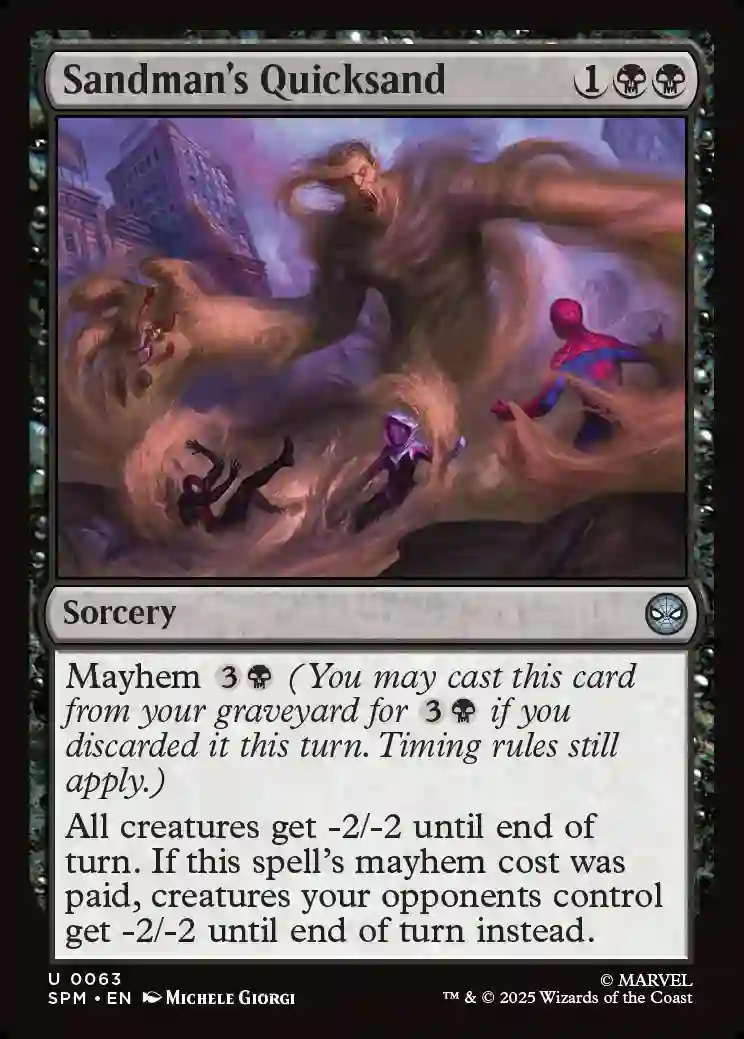 Sandman's Quicksand 1
Sorcery
Mayhem 3 (You may cast this card
from your graveyard for 3 if you
discarded it this turn. Timing rules still
apply.)
All creatures get -2/-2 until end of
turn. If this spell's mayhem cost was
paid, creatures your opponents control
get -2/-2 until end of turn instead.
U 0063
SPM • EN Michele Giorgi
© MARVEL
™ & © 2025 Wizards of the Coast